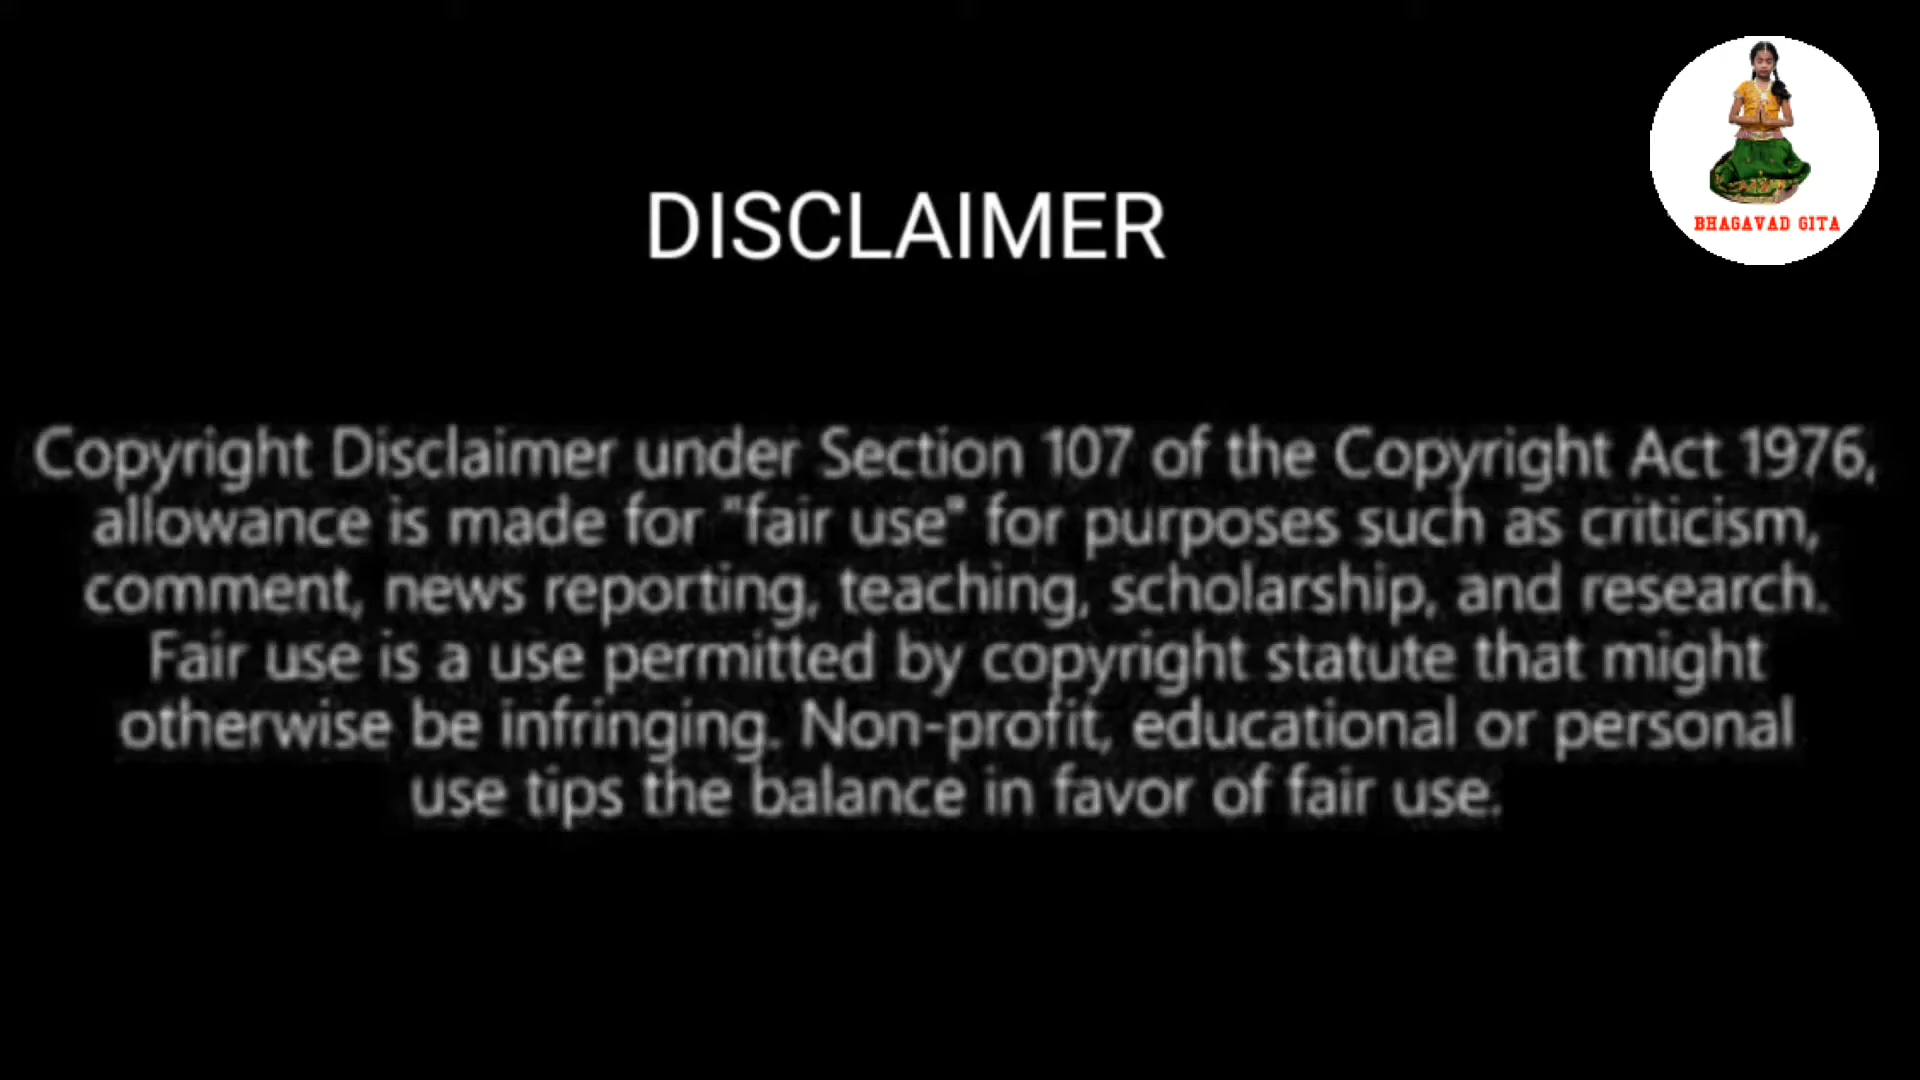 BHAGAVAD GITA
DISCLAIMER
Copyright Disclaimer under Section 107 of the Copyright Act 1976,
allowance is made for "fair use" for purposes such as criticism,
comment, news reporting, teaching, scholarship, and research.
Fair use is a use permitted by copyright statute that might
otherwise be infringing. Non-profit, educational or personal
use tips the balance in favor of fair use.